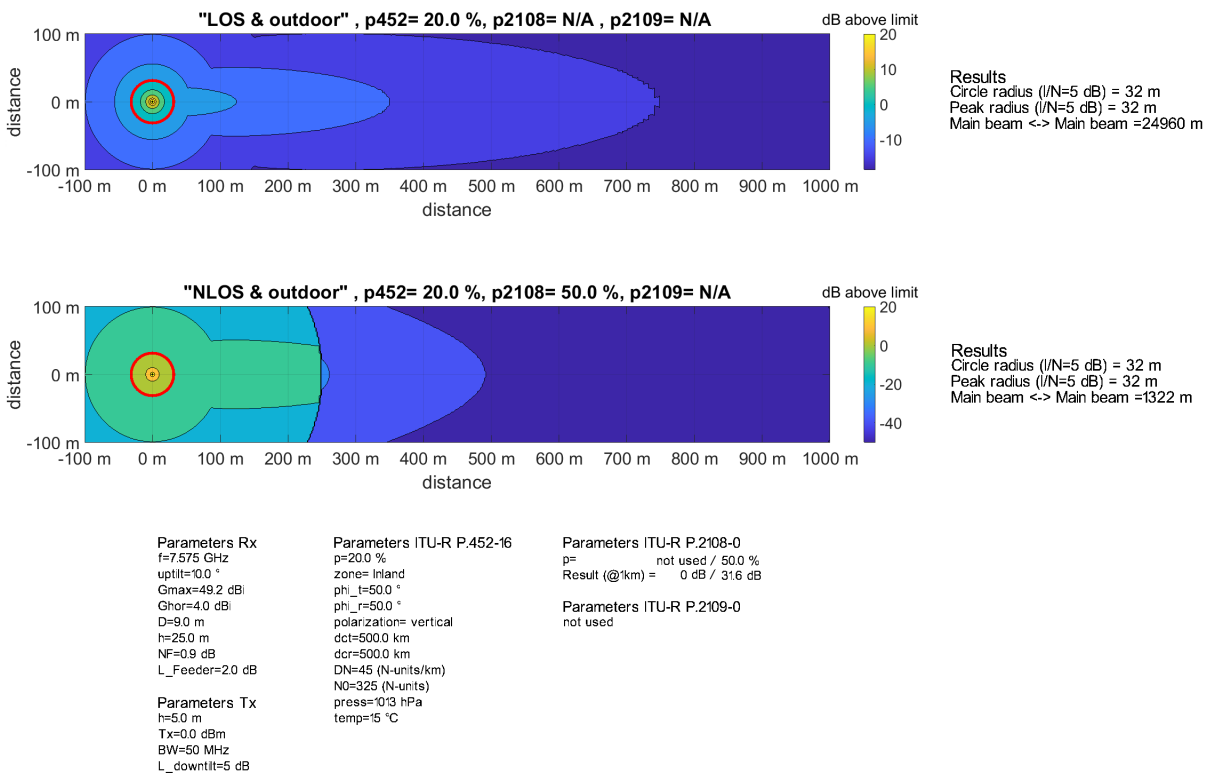 "LOS & outdoor" , p452= 20.0 %, p2108= N/A , p2109= N/A
dB above limit
100 m
0 m
-100 m
distance
-100 m 0 m 100 m 200 m 300 m 400 m 500 m 600 m 700 m 800 m 900 m 1000 m
distance
20
10
0
-10
Results
Circle radius (I/N=5 dB) = 32 m
Peak radius (I/N=5 dB) = 32 m
Main beam <-> Main beam =24960 m
"NLOS & outdoor" , p452= 20.0 %, p2108= 50.0 %, p2109= N/A
dB above limit
100 m
0 m
-100 m
distance
-100 m 0 m 100 m 200 m 300 m 400 m 500 m 600 m 700 m 800 m 900 m 1000 m
distance
20
0
-20
-40
Results
Circle radius (I/N=5 dB) = 32 m
Peak radius (I/N=5 dB) = 32 m
Main beam <-> Main beam =1322 m
Parameters Rx
f=7.575 GHz
uptilt=10.0 °
Gmax=49.2 dBi
Ghor=4.0 dBi
D=9.0 m
h=25.0 m
NF=0.9 dB
L_Feeder=2.0 dB
Parameters Tx
h=5.0 m
Tx=0.0 dBm
BW=50 MHz
L_downtilt=5 dB
Parameters ITU-R P.452-16
p=20.0 %
zone= Inland
phi_t=50.0 °
phi_r=50.0 °
polarization= vertical
dct=500.0 km
dcr=500.0 km
DN=45 (N-units/km)
N0=325 (N-units)
press=1013 hPa
temp=15 °C
Parameters ITU-R P.2108-0
p= not used / 50.0 %
Result (@1km) = 0 dB / 31.6 dB
Parameters ITU-R P.2109-0
not used